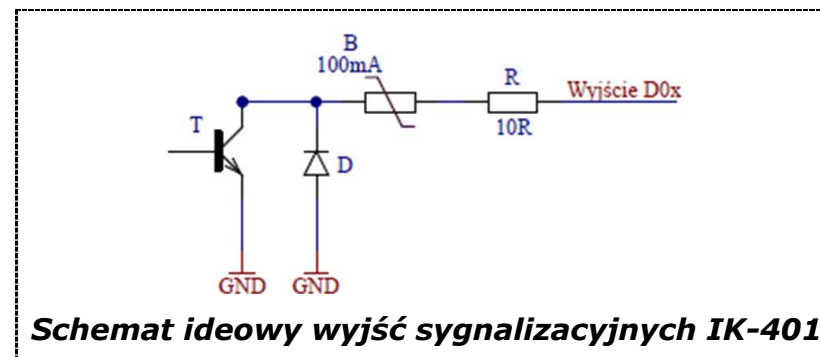 B
100mA
R
Wyjście D0x
T
10R
D
GND GND
Schemat ideowy wyjść sygnalizacyjnych IK-401